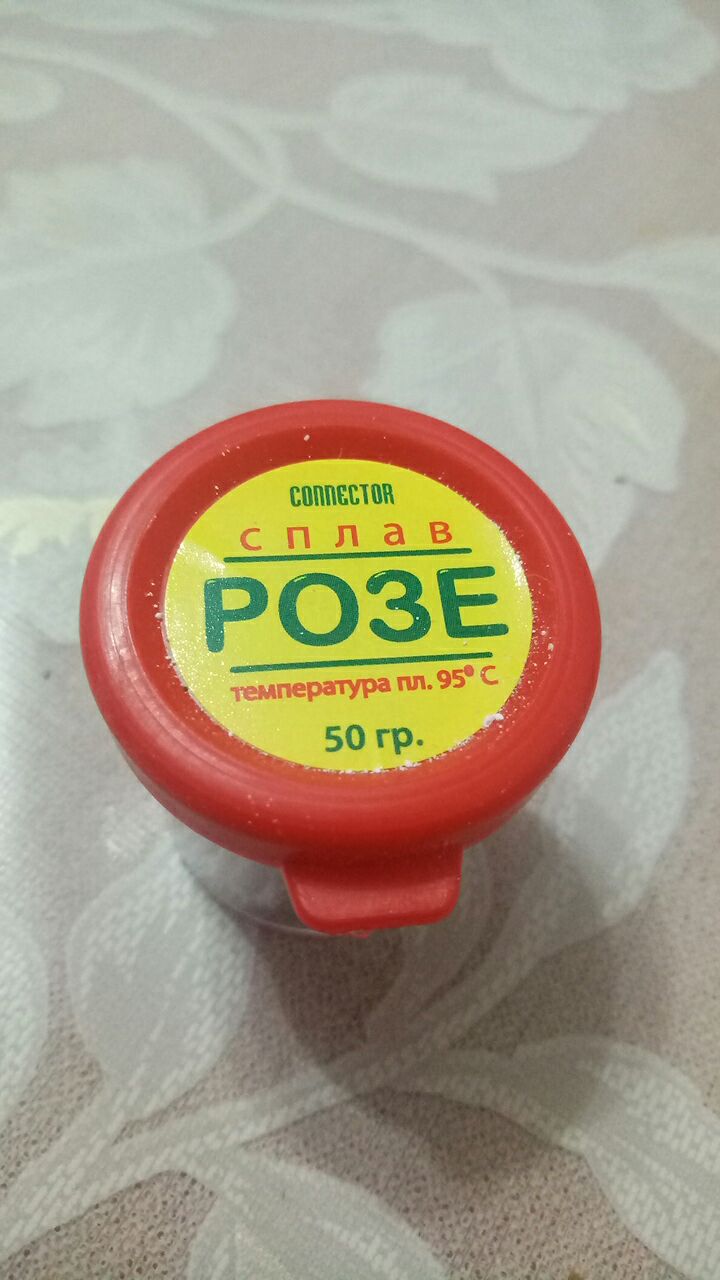 CONNECTOR
сплав
РОЗЕ
температура пл. 95° С
50 гр.